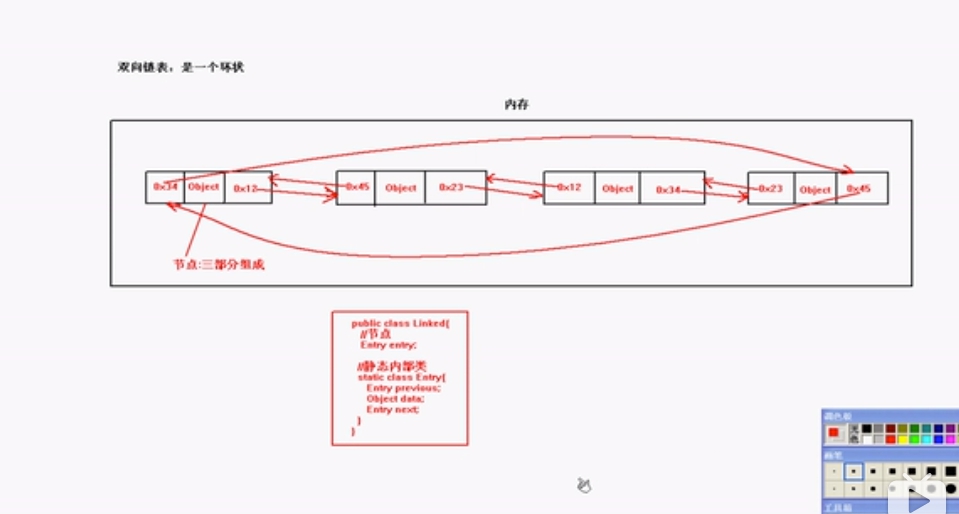 双向链表：是一个环状
内存
0x34 Object 0x12 0x45 Object 0x23 0x12 Object 0x34 0x23 Object 0x45
节点:三部分组成
public class Linked{
//节点
Entry entry;
//静态内部类
static class Entry{
Entry previous;
Object data;
Entry next;
}
}
调色板
画笔
工具箱